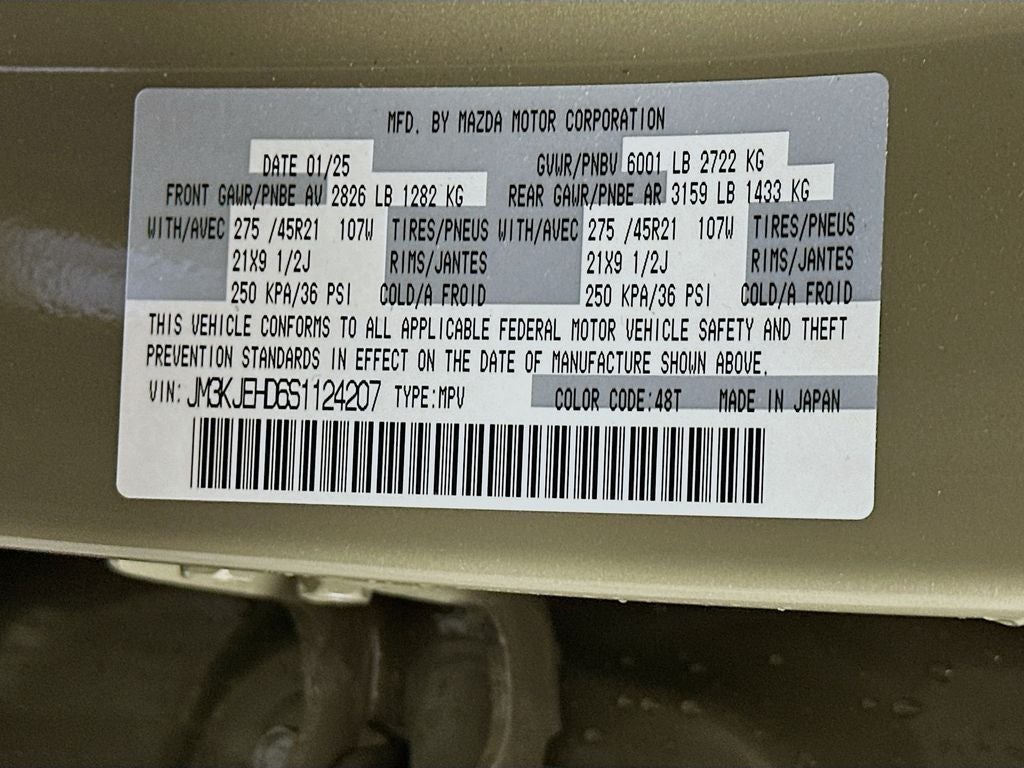 MFD. BY MAZDA MOTOR CORPORATION
DATE 01/25 GVWR/PNBV 6001 LB 2722 KG
FRONT GAWR/PNBE AV 2826 LB 1282 KG REAR GAWR/PNBE AR 3159 LB 1433 KG
WITH/AVEC 275 /45R21 107W TIRES/PNEUS WITH/AVEC 275 /45R21 107W TIRES/PNEUS
21X9 1/2J RIMS/JANTES 21X9 1/2J RIMS/JANTES
250 KPA/36 PSI COLD/A FROID 250 KPA/36 PSI COLD/A FROID
THIS VEHICLE CONFORMS TO ALL APPLICABLE FEDERAL MOTOR VEHICLE SAFETY AND THEFT
PREVENTION STANDARDS IN EFFECT ON THE DATE OF MANUFACTURE SHOWN ABOVE.
VIN: JM3KJEHD6S1124207 TYPE:MPV COLOR CODE:48T MADE IN JAPAN